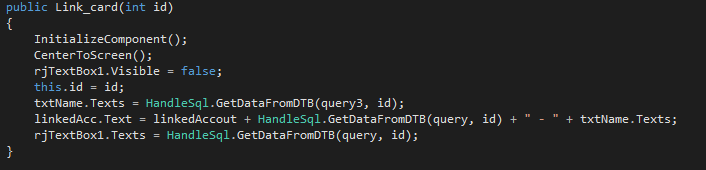 public Link_card(int id)
{
InitializeComponent();
CenterToScreen();
rjTextBox1.Visible = false;
this.id = id;
txtName.Texts = HandleSql.GetDataFromDTB(query3, id);
linkedAcc.Text = linkedAccout + HandleSql.GetDataFromDTB(query, id) + " - " + txtName.Texts;
rjTextBox1.Texts = HandleSql.GetDataFromDTB(query, id);
}